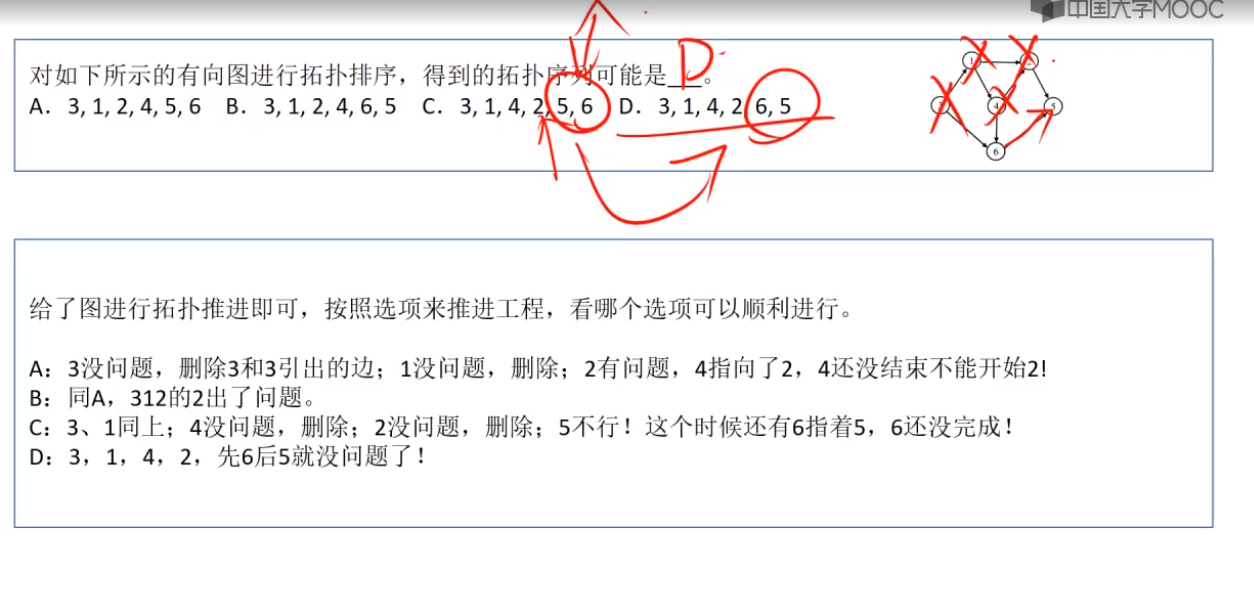 中国大学MOOC
对如下所示的有向图进行拓扑排序，得到的拓扑序列可能是___。
D
A. 3, 1, 2, 4, 5, 6 B. 3, 1, 2, 4, 6, 5 C. 3, 1, 4, 2, 5, 6 D. 3, 1, 4, 2, 6, 5
1
4
5
6
给了图进行拓扑推进即可，按照选项来推进工程，看哪个选项可以顺利进行。
A：3没问题，删除3和3引出的边；1没问题，删除；2有问题，4指向了2，4还没结束不能开始2!
B：同A，312的2出了问题。
C：3、1同上；4没问题，删除；2没问题，删除；5不行！这个时候还有6指着5，6还没完成！
D：3，1，4，2，先6后5就没问题了！